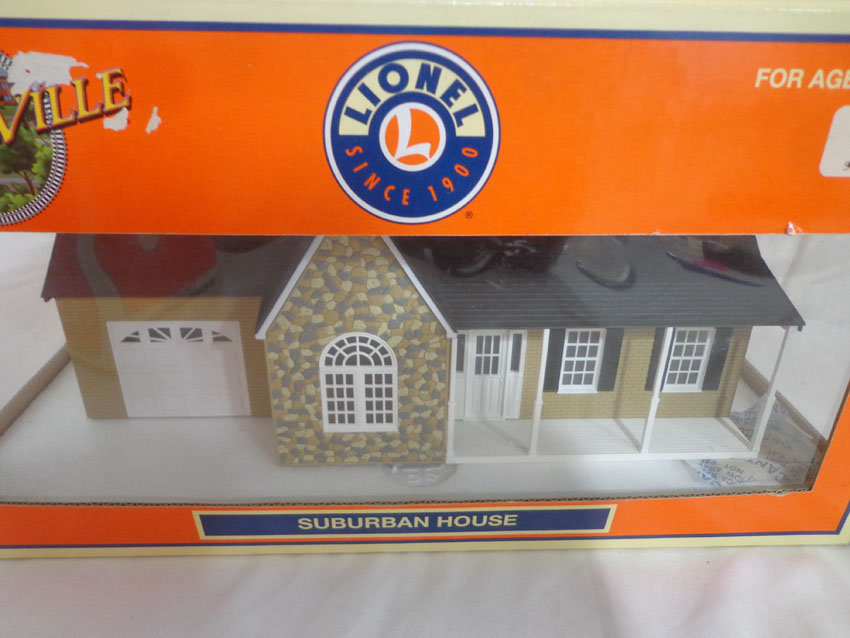 VILLE
LIONEL
L
SINCE 1900
®
FOR AGE
SUBURBAN HOUSE